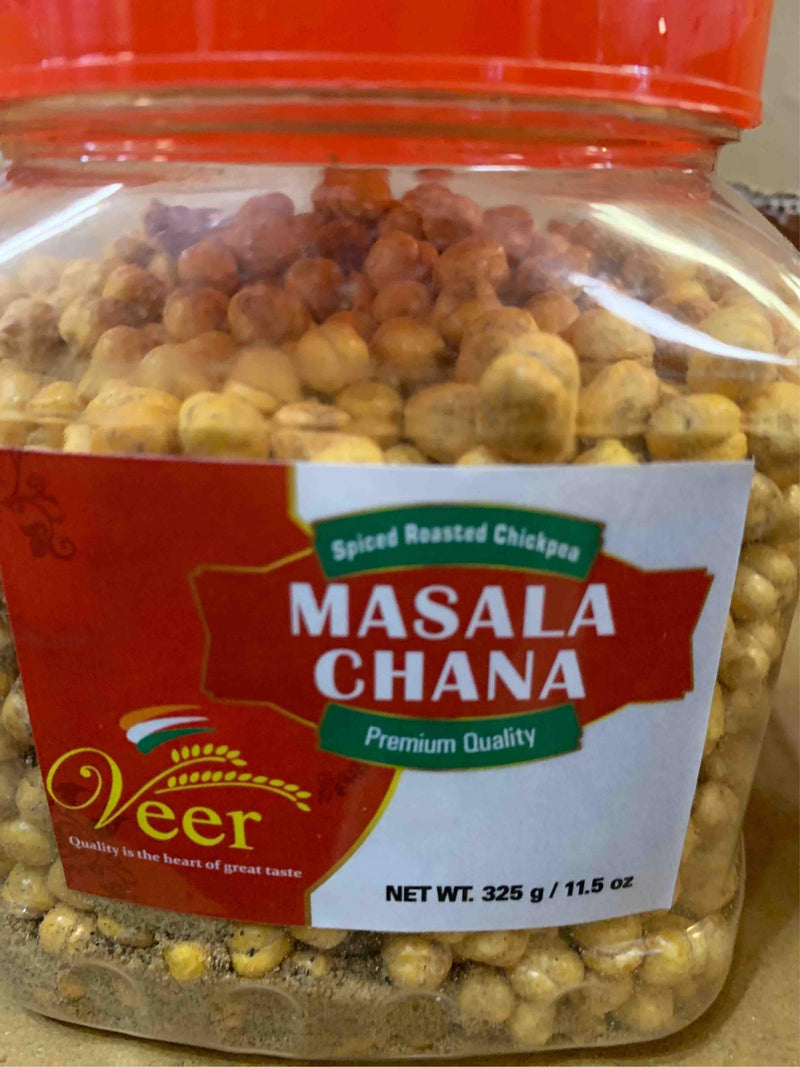 Spiced Roasted Chickpea
MASALA
CHANA
Premium Quality
Veer
Quality is the heart of great taste
NET WT. 325 g / 11.5 oz